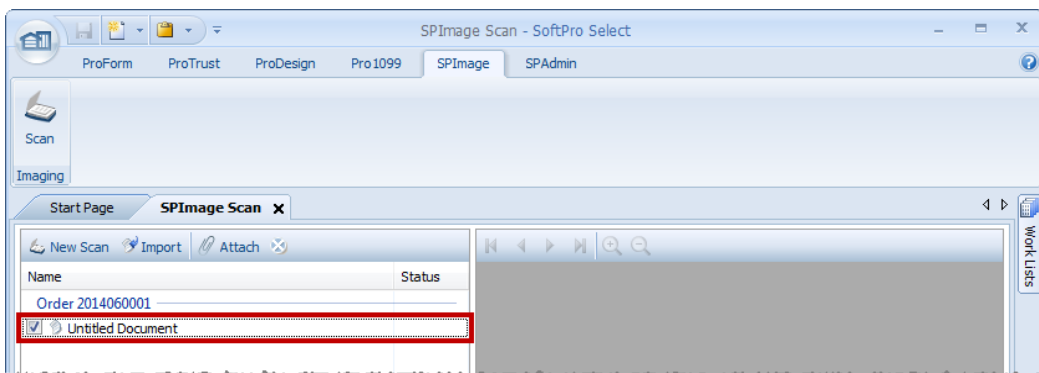 SPImage Scan - SoftPro Select
ProForm ProTrust ProDesign Pro1099 SPImage SPAdmin
Scan
Imaging
Start Page SPImage Scan
Work Lists
New Scan Import Attach
Name Status
Order 2014060001
Untitled Document